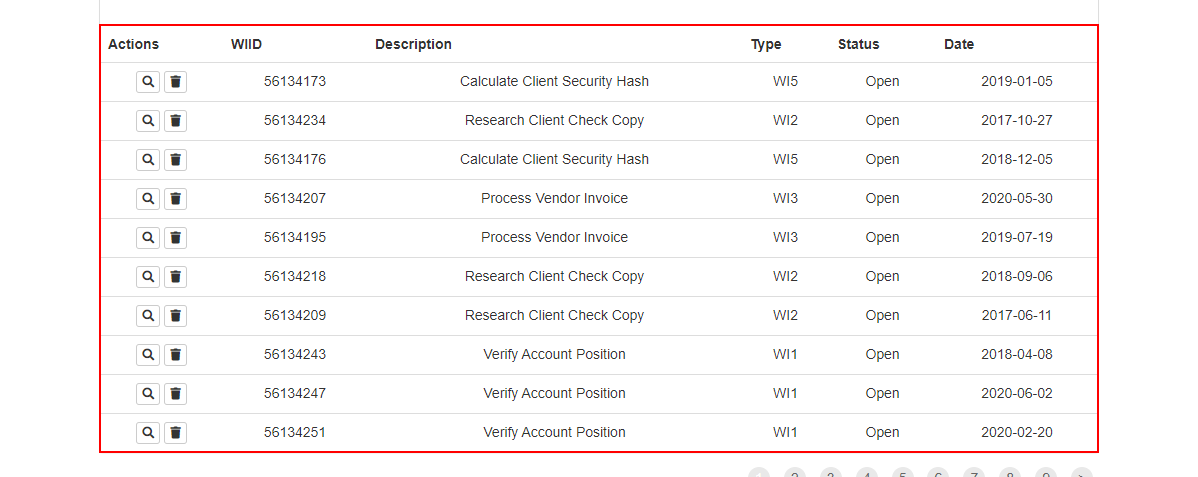 Actions WIID Description Type Status Date
56134173 Calculate Client Security Hash WI5 Open 2019-01-05
56134234 Research Client Check Copy WI2 Open 2017-10-27
56134176 Calculate Client Security Hash WI5 Open 2018-12-05
56134207 Process Vendor Invoice WI3 Open 2020-05-30
56134195 Process Vendor Invoice WI3 Open 2019-07-19
56134218 Research Client Check Copy WI2 Open 2018-09-06
56134209 Research Client Check Copy WI2 Open 2017-06-11
56134243 Verify Account Position WI1 Open 2018-04-08
56134247 Verify Account Position WI1 Open 2020-06-02
56134251 Verify Account Position WI1 Open 2020-02-20
1 2 3 4 5 6 7 8 9 >